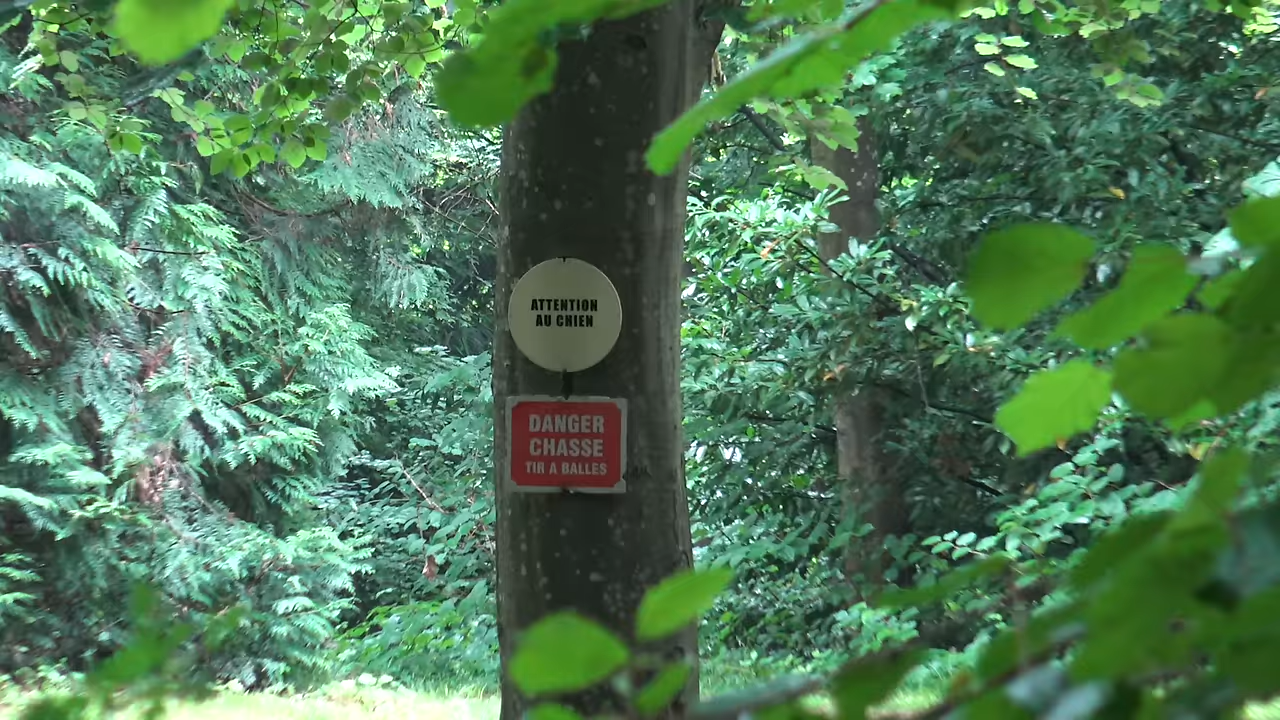 ATTENTION
AU CHIEN
DANGER
CHASSE
TIR A BALLES